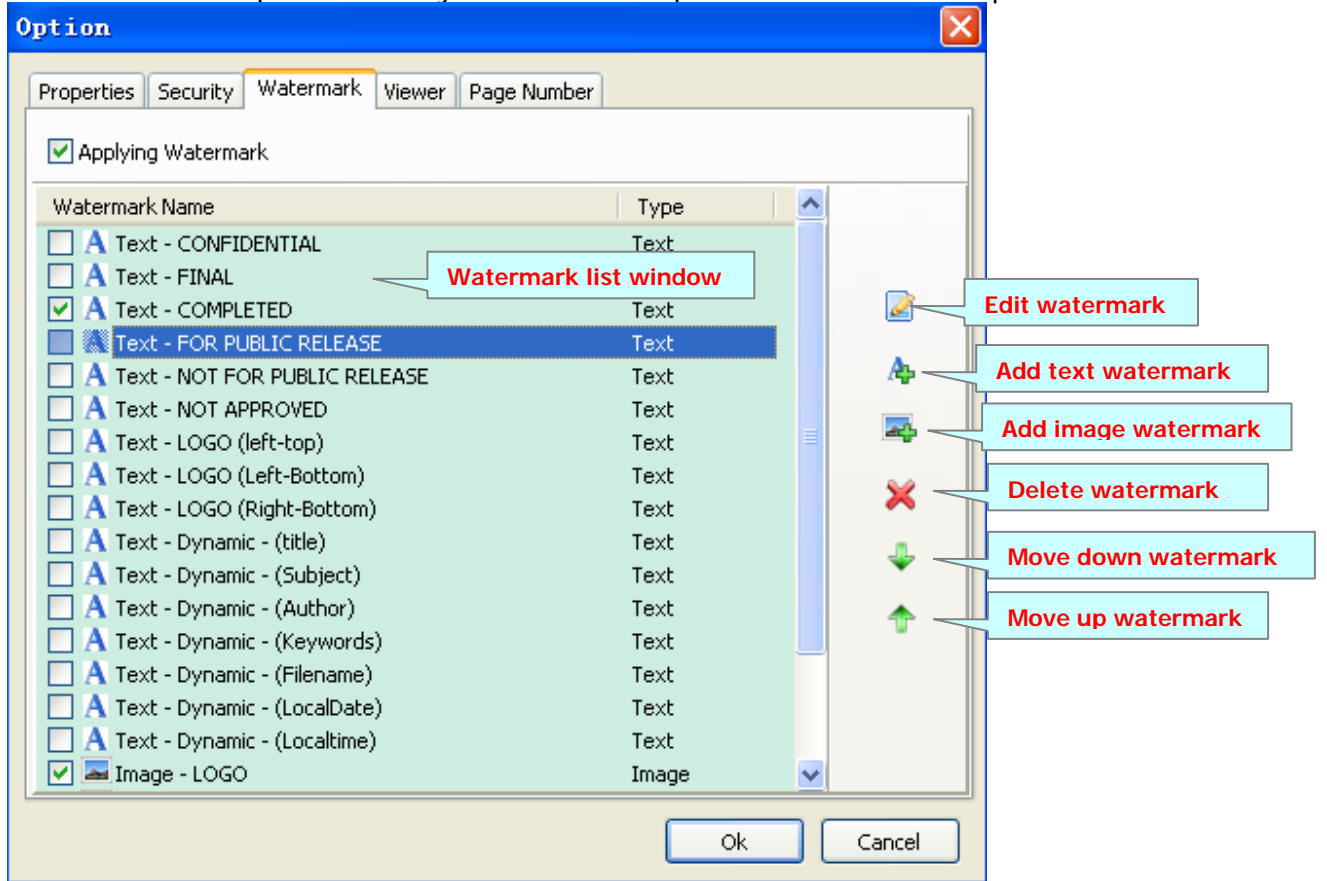 Option
Properties Security Watermark Viewer Page Number
Applying Watermark
Watermark Name Type
Text - CONFIDENTIAL Text
Text - FINAL
Watermark list window
Text - COMPLETED Text
Text - FOR PUBLIC RELEASE Text
Text - NOT FOR PUBLIC RELEASE Text
Text - NOT APPROVED Text
Text - LOGO (left-top) Text
Text - LOGO (Left-Bottom) Text
Text - LOGO (Right-Bottom) Text
Text - Dynamic - (title) Text
Text - Dynamic - (Subject) Text
Text - Dynamic - (Author) Text
Text - Dynamic - (Keywords) Text
Text - Dynamic - (Filename) Text
Text - Dynamic - (LocalDate) Text
Text - Dynamic - (Localtime) Text
Image - LOGO Image
Edit watermark
Add text watermark
Add image watermark
Delete watermark
Move down watermark
Move up watermark
Ok Cancel